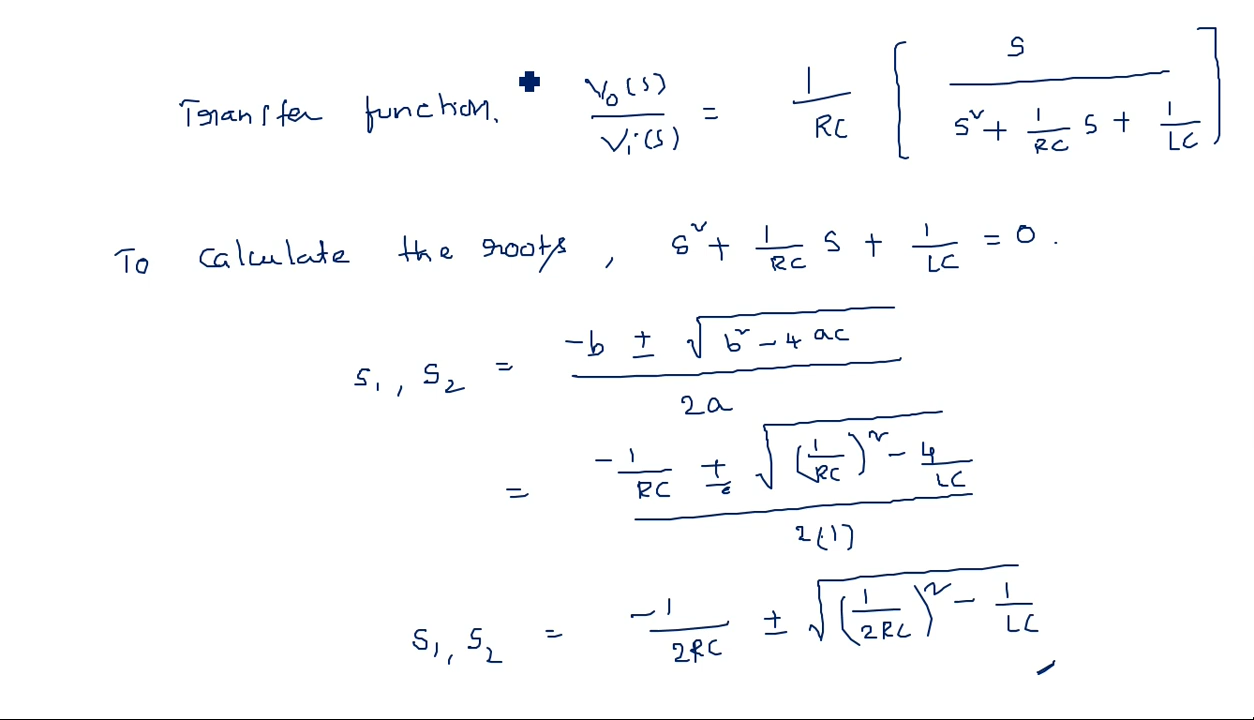 Transfer function. V₀(s)/Vᵢ(s) = 1/RC [ s / (s² + 1/RC s + 1/LC) ]
To calculate the roots, s² + 1/RC s + 1/LC = 0.
s₁, s₂ = (-b ± √(b² - 4ac)) / 2a
= (-1/RC ± √((1/RC)² - 4/LC)) / 2(1)
s₁, s₂ = -1/2RC ± √((1/2RC)² - 1/LC)